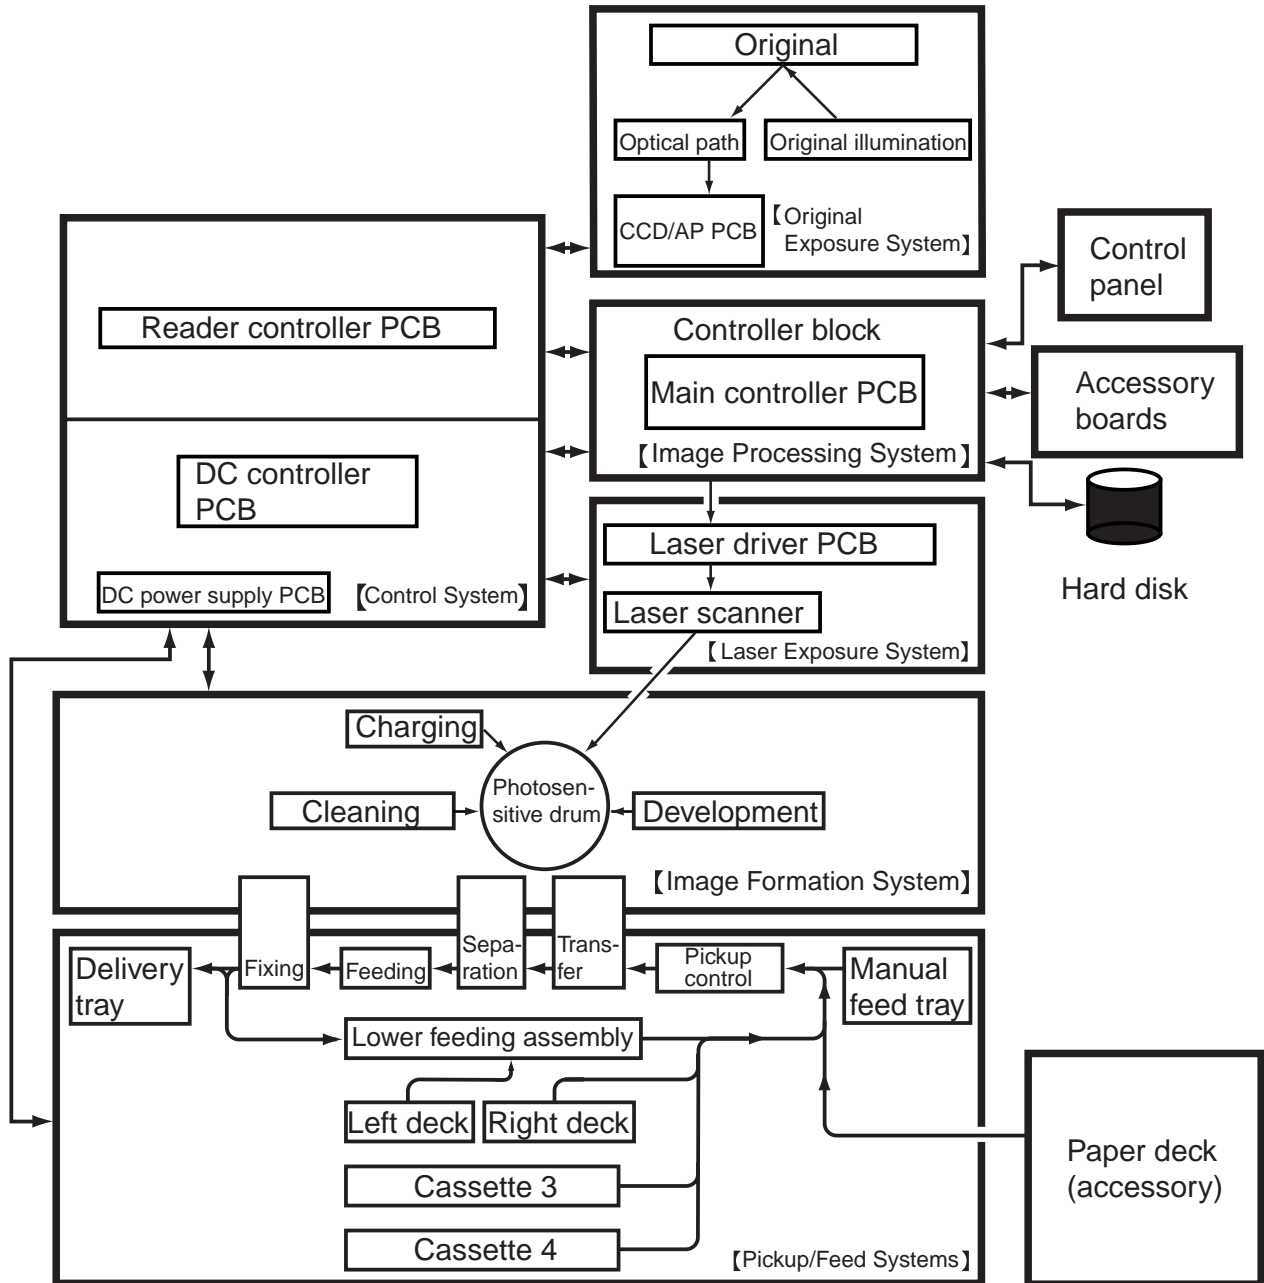 Original
Optical path
Original illumination
CCD/AP PCB
【Original
Exposure System】
Control
panel
Reader controller PCB
Controller block
Main controller PCB
【Image Processing System】
Accessory
boards
DC controller
PCB
DC power supply PCB
【Control System】
Laser driver PCB
Laser scanner
【Laser Exposure System】
Hard disk
Charging
Photosen-
sitive drum
Cleaning
Development
【Image Formation System】
Delivery
tray
Fixing
Feeding
Sepa-
ration
Trans-
fer
Pickup
control
Manual
feed tray
Lower feeding assembly
Left deck
Right deck
Cassette 3
Cassette 4
【Pickup/Feed Systems】
Paper deck
(accessory)